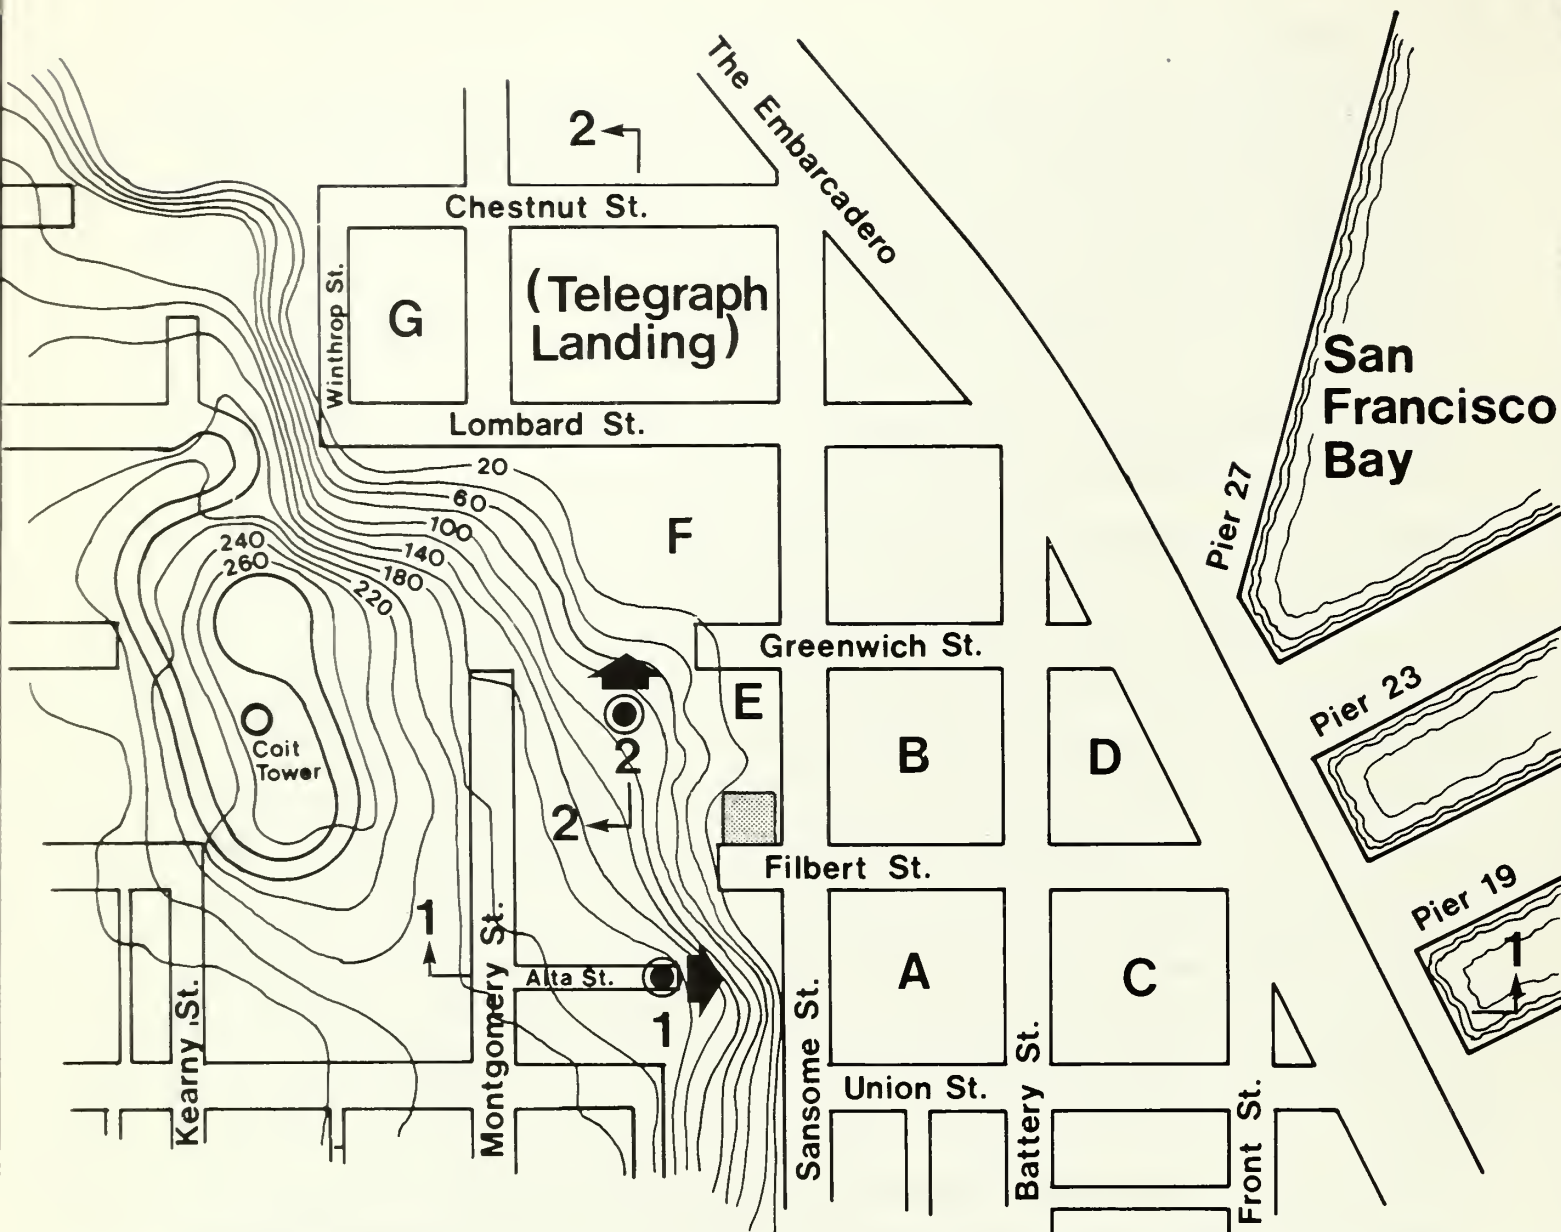 The Embarcadero
2
Chestnut St.
Winthrop St.
G
(Telegraph
Landing)
Lombard St.
San
Francisco
Bay
Pier 27
20
60
100
140
180
220
240
260
F
Greenwich St.
E
B
D
Pier 23
Coit
Tower
2
2
Filbert St.
Pier 19
1
1
Alta St.
1
A
C
Kearny St.
Montgomery St.
Sansome St.
Union St.
Battery St.
Front St.